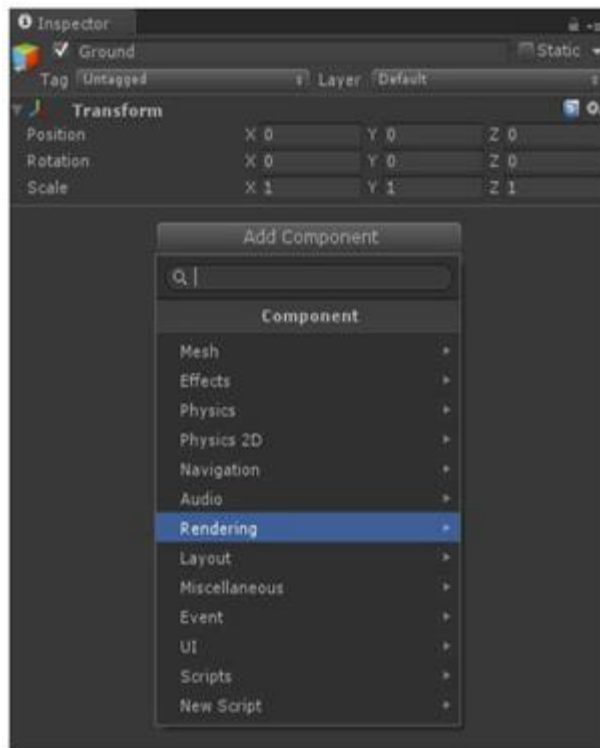 Inspector
Ground Static
Tag Untagged Layer Default
Transform
Position X 0 Y 0 Z 0
Rotation X 0 Y 0 Z 0
Scale X 1 Y 1 Z 1
Add Component
Component
Mesh
Effects
Physics
Physics 2D
Navigation
Audio
Rendering
Layout
Miscellaneous
Event
UI
Scripts
New Script